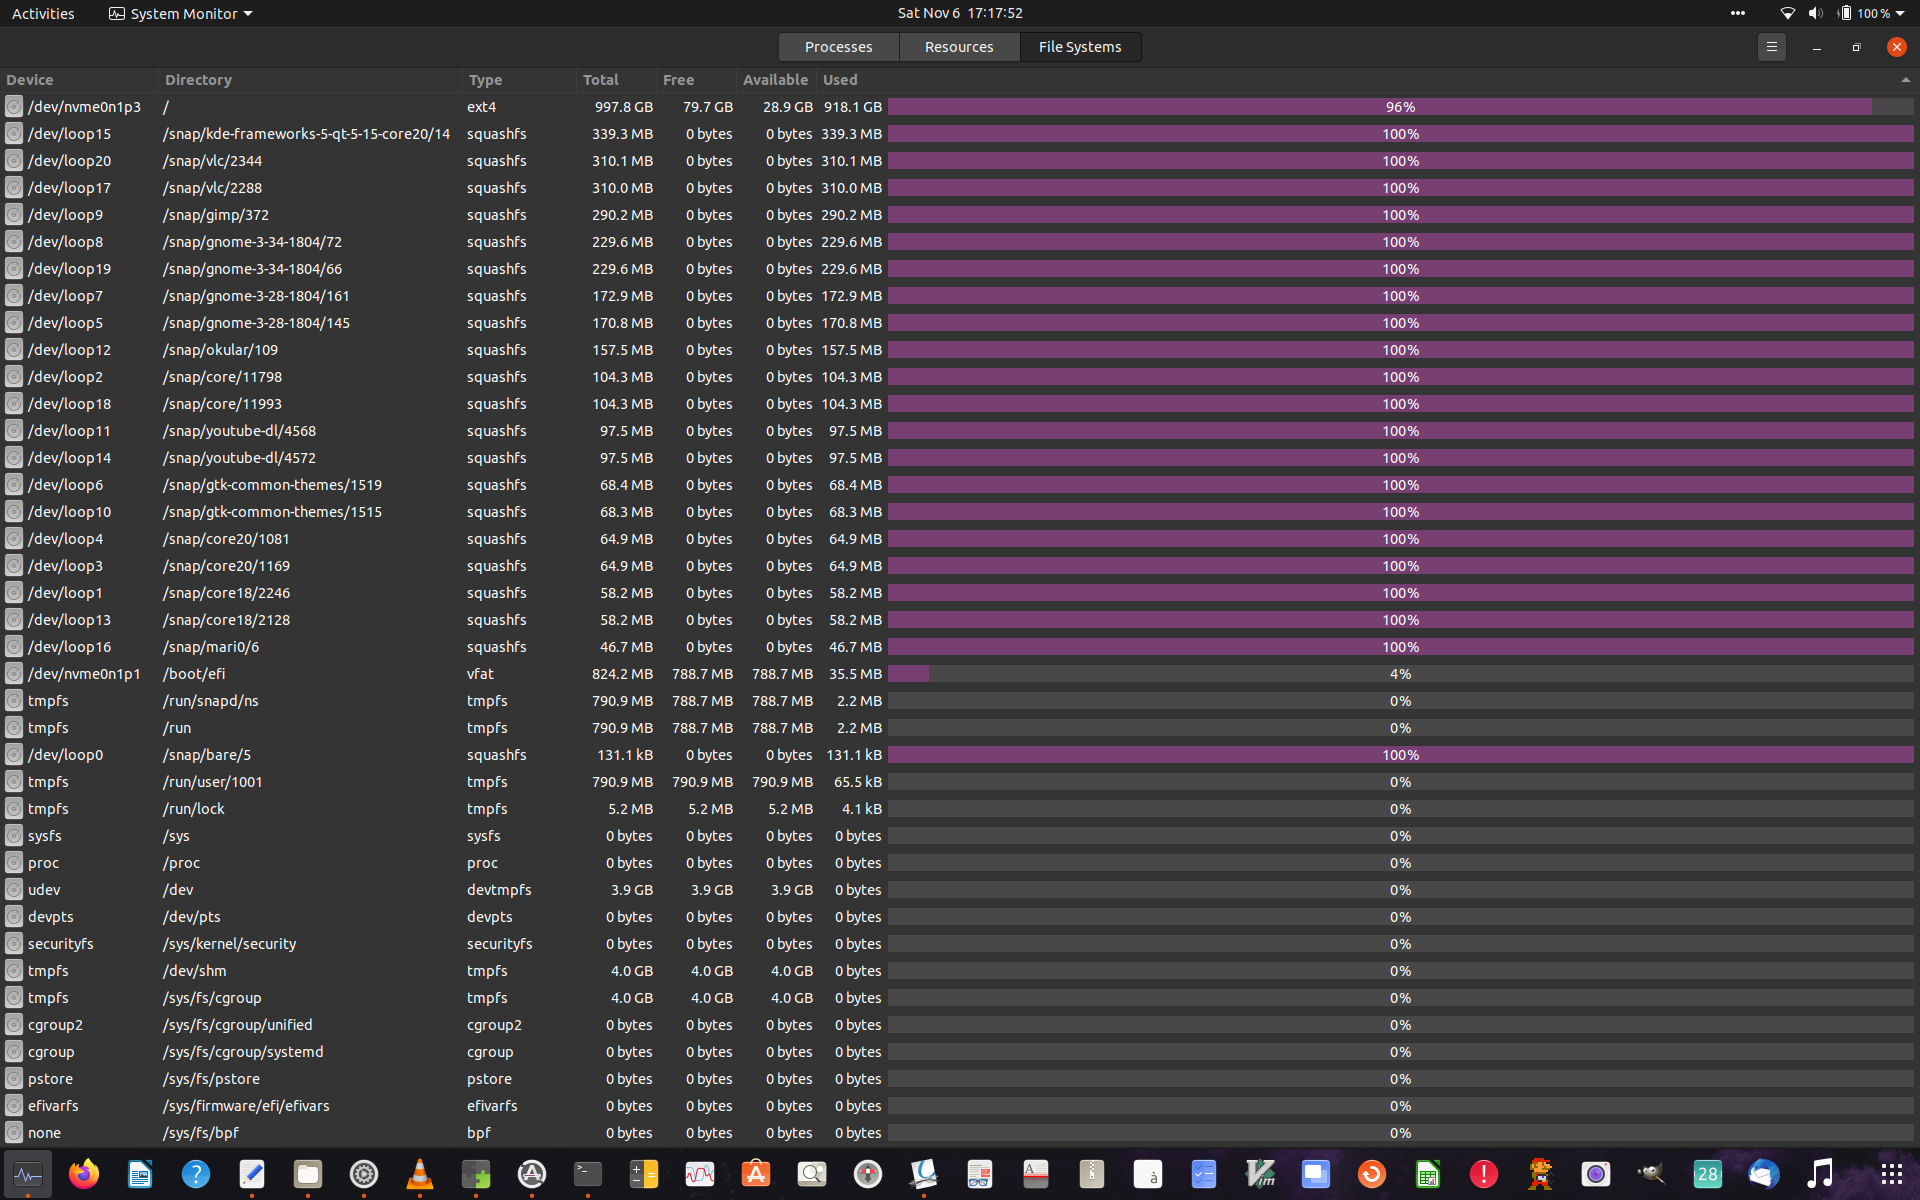 Activities System Monitor Sat Nov 6 17:17:52 100 %
Processes Resources File Systems
Device Directory Type Total Free Available Used
/dev/nvme0n1p3 / ext4 997.8 GB 79.7 GB 28.9 GB 918.1 GB 96%
/dev/loop15 /snap/kde-frameworks-5-qt-5-15-core20/14 squashfs 339.3 MB 0 bytes 0 bytes 339.3 MB 100%
/dev/loop20 /snap/vlc/2344 squashfs 310.1 MB 0 bytes 0 bytes 310.1 MB 100%
/dev/loop17 /snap/vlc/2288 squashfs 310.0 MB 0 bytes 0 bytes 310.0 MB 100%
/dev/loop9 /snap/gimp/372 squashfs 290.2 MB 0 bytes 0 bytes 290.2 MB 100%
/dev/loop8 /snap/gnome-3-34-1804/72 squashfs 229.6 MB 0 bytes 0 bytes 229.6 MB 100%
/dev/loop19 /snap/gnome-3-34-1804/66 squashfs 229.6 MB 0 bytes 0 bytes 229.6 MB 100%
/dev/loop7 /snap/gnome-3-28-1804/161 squashfs 172.9 MB 0 bytes 0 bytes 172.9 MB 100%
/dev/loop5 /snap/gnome-3-28-1804/145 squashfs 170.8 MB 0 bytes 0 bytes 170.8 MB 100%
/dev/loop12 /snap/okular/109 squashfs 157.5 MB 0 bytes 0 bytes 157.5 MB 100%
/dev/loop2 /snap/core/11798 squashfs 104.3 MB 0 bytes 0 bytes 104.3 MB 100%
/dev/loop18 /snap/core/11993 squashfs 104.3 MB 0 bytes 0 bytes 104.3 MB 100%
/dev/loop11 /snap/youtube-dl/4568 squashfs 97.5 MB 0 bytes 0 bytes 97.5 MB 100%
/dev/loop14 /snap/youtube-dl/4572 squashfs 97.5 MB 0 bytes 0 bytes 97.5 MB 100%
/dev/loop6 /snap/gtk-common-themes/1519 squashfs 68.4 MB 0 bytes 0 bytes 68.4 MB 100%
/dev/loop10 /snap/gtk-common-themes/1515 squashfs 68.3 MB 0 bytes 0 bytes 68.3 MB 100%
/dev/loop4 /snap/core20/1081 squashfs 64.9 MB 0 bytes 0 bytes 64.9 MB 100%
/dev/loop3 /snap/core20/1169 squashfs 64.9 MB 0 bytes 0 bytes 64.9 MB 100%
/dev/loop1 /snap/core18/2246 squashfs 58.2 MB 0 bytes 0 bytes 58.2 MB 100%
/dev/loop13 /snap/core18/2128 squashfs 58.2 MB 0 bytes 0 bytes 58.2 MB 100%
/dev/loop16 /snap/mari0/6 squashfs 46.7 MB 0 bytes 0 bytes 46.7 MB 100%
/dev/nvme0n1p1 /boot/efi vfat 824.2 MB 788.7 MB 788.7 MB 35.5 MB 4%
tmpfs /run/snapd/ns tmpfs 790.9 MB 788.7 MB 788.7 MB 2.2 MB 0%
tmpfs /run tmpfs 790.9 MB 788.7 MB 788.7 MB 2.2 MB 0%
/dev/loop0 /snap/bare/5 squashfs 131.1 kB 0 bytes 0 bytes 131.1 kB 100%
tmpfs /run/user/1001 tmpfs 790.9 MB 790.9 MB 790.9 MB 65.5 kB 0%
tmpfs /run/lock tmpfs 5.2 MB 5.2 MB 5.2 MB 4.1 kB 0%
sysfs /sys sysfs 0 bytes 0 bytes 0 bytes 0 bytes 0%
proc /proc proc 0 bytes 0 bytes 0 bytes 0 bytes 0%
udev /dev devtmpfs 3.9 GB 3.9 GB 3.9 GB 0 bytes 0%
devpts /dev/pts devpts 0 bytes 0 bytes 0 bytes 0 bytes 0%
securityfs /sys/kernel/security securityfs 0 bytes 0 bytes 0 bytes 0 bytes 0%
tmpfs /dev/shm tmpfs 4.0 GB 4.0 GB 4.0 GB 0 bytes 0%
tmpfs /sys/fs/cgroup tmpfs 4.0 GB 4.0 GB 4.0 GB 0 bytes 0%
cgroup2 /sys/fs/cgroup/unified cgroup2 0 bytes 0 bytes 0 bytes 0 bytes 0%
cgroup /sys/fs/cgroup/systemd cgroup 0 bytes 0 bytes 0 bytes 0 bytes 0%
pstore /sys/fs/pstore pstore 0 bytes 0 bytes 0 bytes 0 bytes 0%
efivarfs /sys/firmware/efi/efivars efivarfs 0 bytes 0 bytes 0 bytes 0 bytes 0%
none /sys/fs/bpf bpf 0 bytes 0 bytes 0 bytes 0 bytes 0%
? >_ A à Vim ! 28